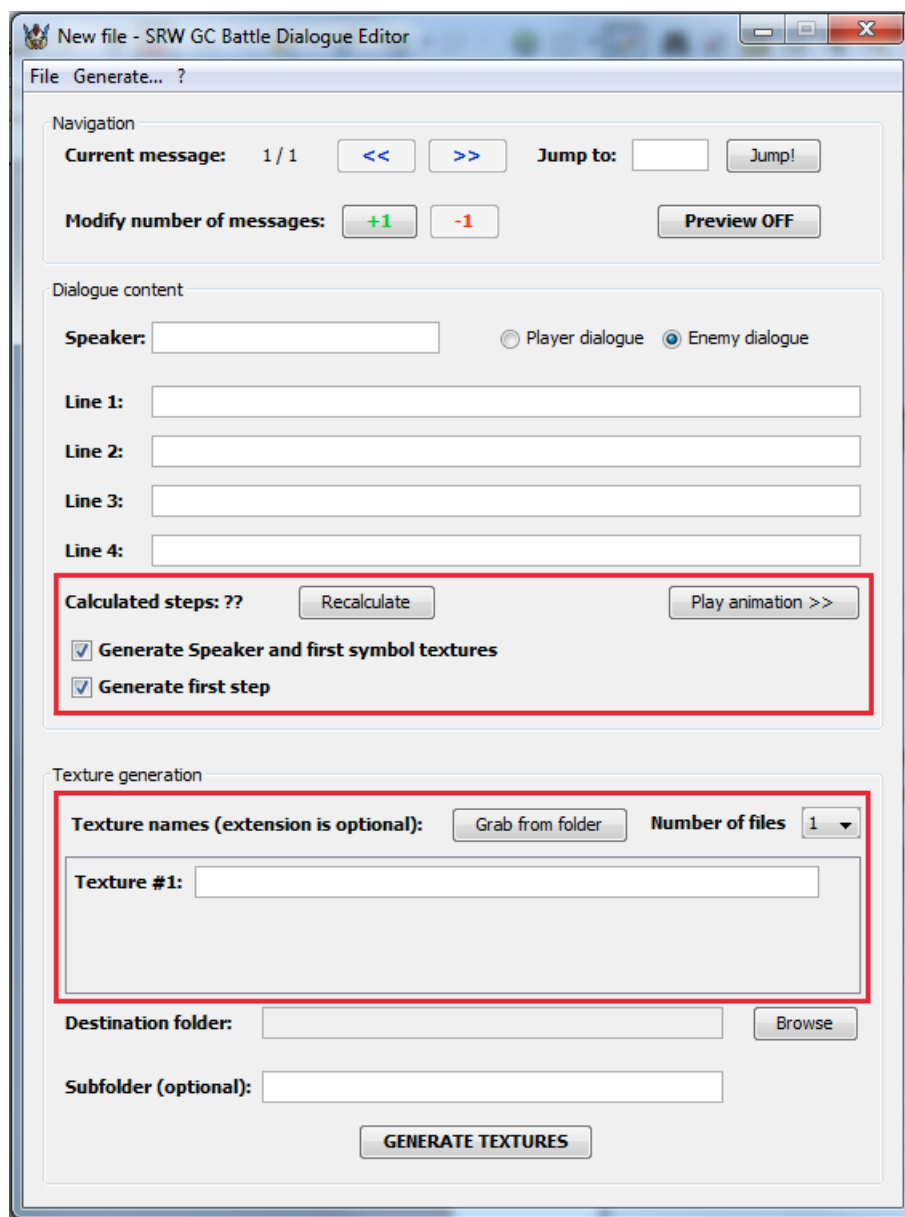 New file - SRW GC Battle Dialogue Editor
File Generate... ?
Navigation
Current message: 1 / 1 << >> Jump to: Jump!
Modify number of messages: +1 -1 Preview OFF
Dialogue content
Speaker: Player dialogue Enemy dialogue
Line 1:
Line 2:
Line 3:
Line 4:
Calculated steps: ?? Recalculate Play animation >>
Generate Speaker and first symbol textures
Generate first step
Texture generation
Texture names (extension is optional): Grab from folder Number of files 1
Texture #1:
Destination folder: Browse
Subfolder (optional):
GENERATE TEXTURES